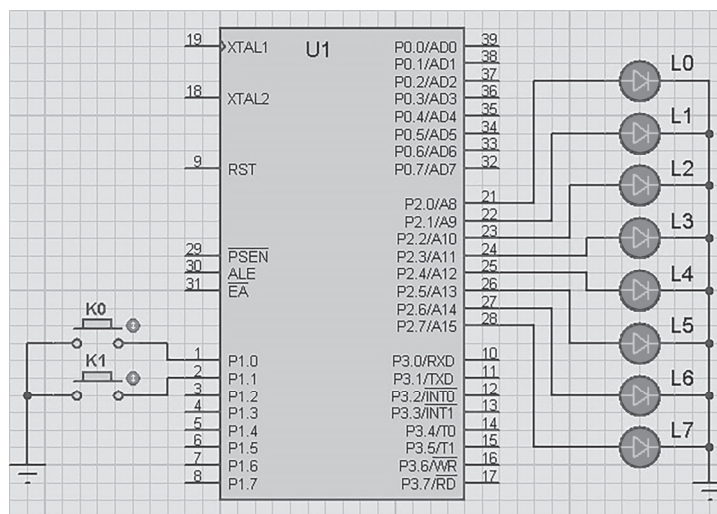 U1
19 XTAL1
18 XTAL2
9 RST
29 PSEN
30 ALE
31 EA
1 P1.0
2 P1.1
3 P1.2
4 P1.3
5 P1.4
6 P1.5
7 P1.6
8 P1.7
P0.0/AD0 39
P0.1/AD1 38
P0.2/AD2 37
P0.3/AD3 36
P0.4/AD4 35
P0.5/AD5 34
P0.6/AD6 33
P0.7/AD7 32
P2.0/A8 21
P2.1/A9 22
P2.2/A10 23
P2.3/A11 24
P2.4/A12 25
P2.5/A13 26
P2.6/A14 27
P2.7/A15 28
P3.0/RXD 10
P3.1/TXD 11
P3.2/INT0 12
P3.3/INT1 13
P3.4/T0 14
P3.5/T1 15
P3.6/WR 16
P3.7/RD 17
K0
K1
L0
L1
L2
L3
L4
L5
L6
L7